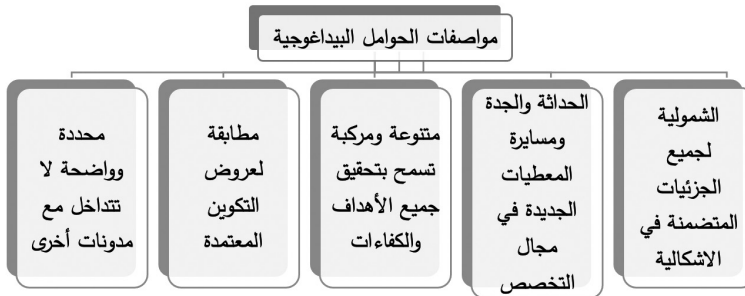 مواصفات الحوامل البيداغوجية
الشمولية
لجميع
الجزئيات
المتضمنة في
الاشكالية
الحداثة والجدة
ومسايرة
المعطيات
الجديدة في
مجال
التخصص
متنوعة ومركبة
تسمح بتحقيق
جميع الأهداف
والكفاءات
مطابقة
لعروض
التكوين
المعتمدة
محددة
وواضحة لا
تتداخل مع
مدونات أخرى